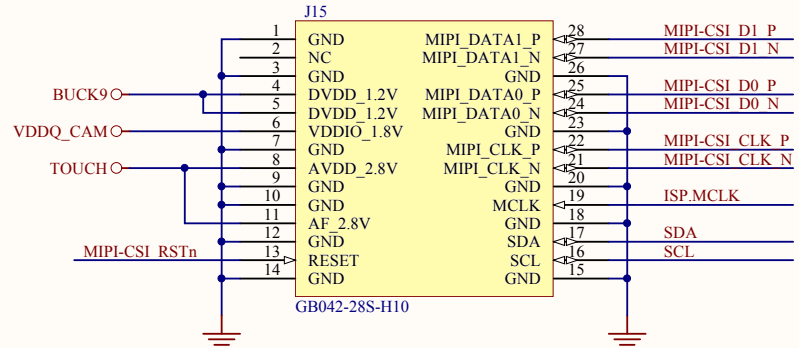 J15
1 GND MIPI_DATA1_P 28 MIPI-CSI_D1_P
2 NC MIPI_DATA1_N 27 MIPI-CSI_D1_N
3 GND GND 26
BUCK9 4 DVDD_1.2V MIPI_DATA0_P 25 MIPI-CSI_D0_P
5 DVDD_1.2V MIPI_DATA0_N 24 MIPI-CSI_D0_N
VDDQ_CAM 6 VDDIO_1.8V GND 23
7 GND MIPI_CLK_P 22 MIPI-CSI_CLK_P
TOUCH 8 AVDD_2.8V MIPI_CLK_N 21 MIPI-CSI_CLK_N
9 GND GND 20
10 GND MCLK 19 ISP.MCLK
11 AF_2.8V GND 18
12 GND SDA 17 SDA
MIPI-CSI_RSTn 13 RESET SCL 16 SCL
14 GND GND 15
GB042-28S-H10